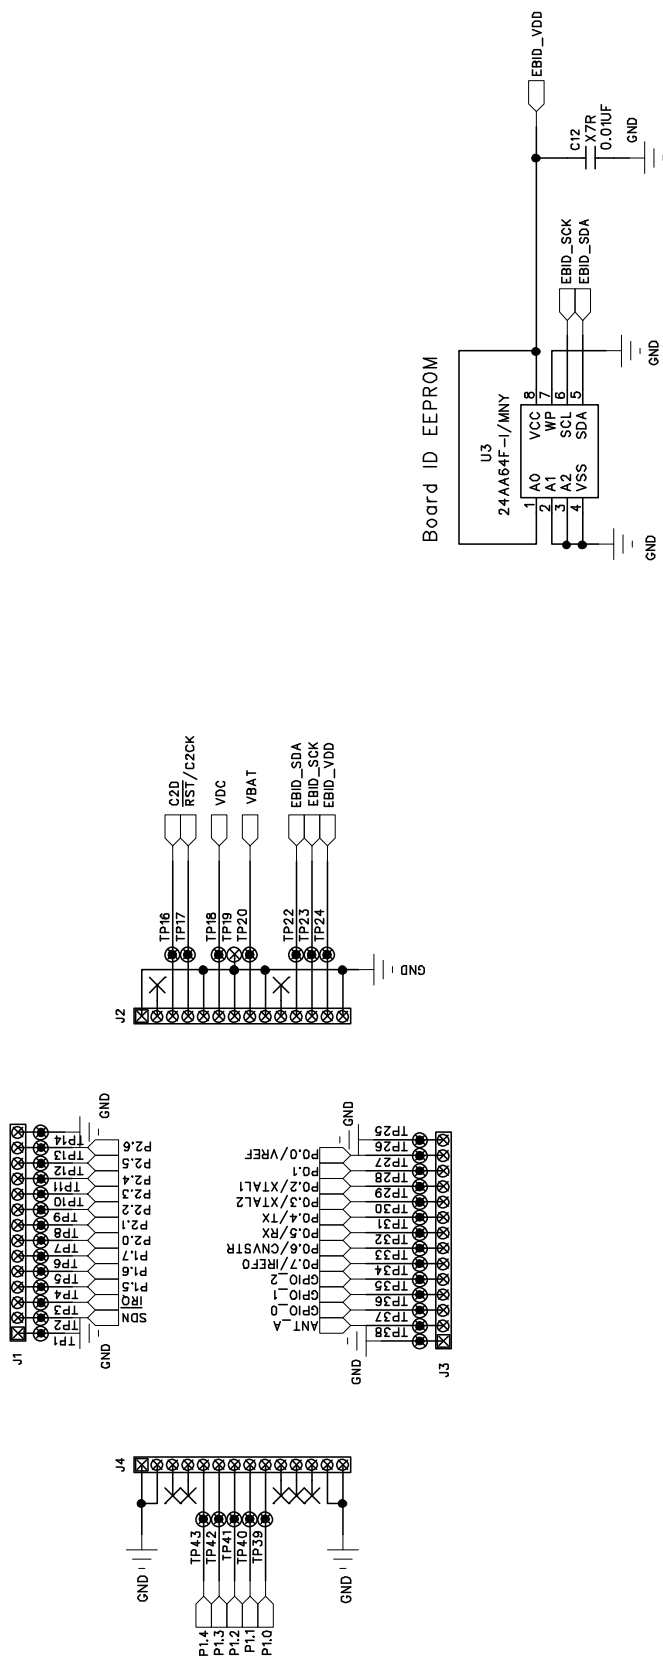 EBID_VDD
C12
X7R
0.01UF
GND
EBID_SCK
EBID_SDA
GND
Board ID EEPROM
U3
24AA64F-I/MNY
8 VCC
7 WP
6 SCL
5 SDA
1 A0
2 A1
3 A2
4 VSS
GND
C2D
RST/C2CK
VDC
VBAT
EBID_SDA
EBID_SCK
EBID_VDD
TP16
TP17
TP18
TP19
TP20
TP22
TP23
TP24
GND
J2
GND
TP14
TP13
TP12
TP11
TP10
TP9
TP8
TP7
TP6
TP5
TP4
TP3
TP2
TP1
P2.6
P2.5
P2.4
P2.3
P2.2
P2.1
P2.0
P1.7
P1.6
P1.5
IRQ
SDN
GND
J1
GND
P0.0/VREF
P0.1
P0.2/XTAL1
P0.3/XTAL2
P0.4/TX
P0.5/RX
P0.6/CNVSTR
P0.7/IREF0
GPIO_2
GPIO_1
GPIO_0
ANT_A
TP25
TP26
TP27
TP28
TP29
TP30
TP31
TP32
TP33
TP34
TP35
TP36
TP37
TP38
GND
J3
J4
TP43
TP42
TP41
TP40
TP39
GND
GND
P1.4
P1.3
P1.2
P1.1
P1.0